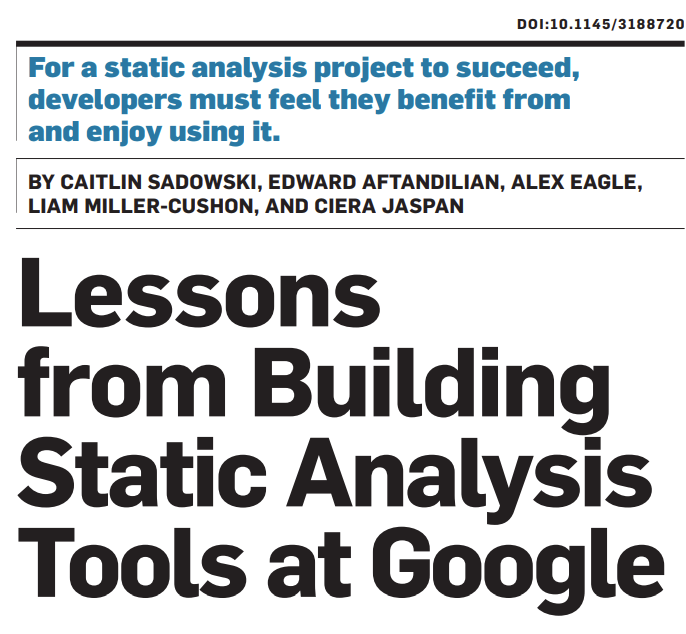 DOI:10.1145/3188720
For a static analysis project to succeed,
developers must feel they benefit from
and enjoy using it.
BY CAITLIN SADOWSKI, EDWARD AFTANDILIAN, ALEX EAGLE,
LIAM MILLER-CUSHON, AND CIERA JASPAN
Lessons
from Building
Static Analysis
Tools at Google